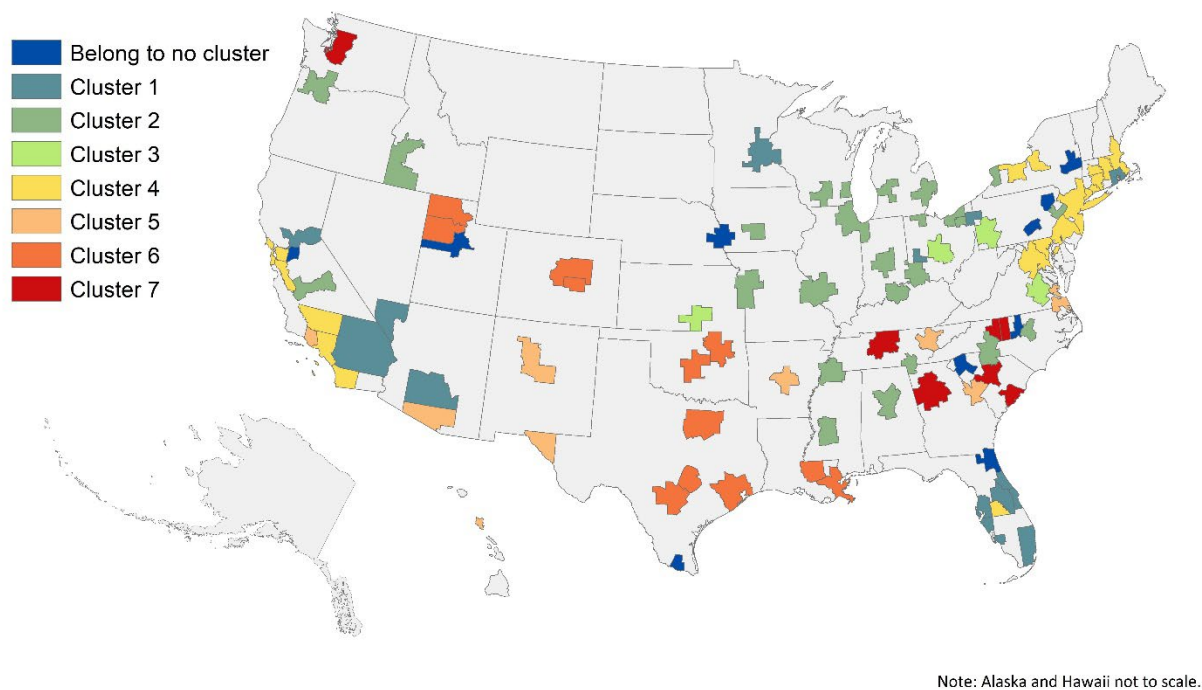 Belong to no cluster
Cluster 1
Cluster 2
Cluster 3
Cluster 4
Cluster 5
Cluster 6
Cluster 7
Note: Alaska and Hawaii not to scale.